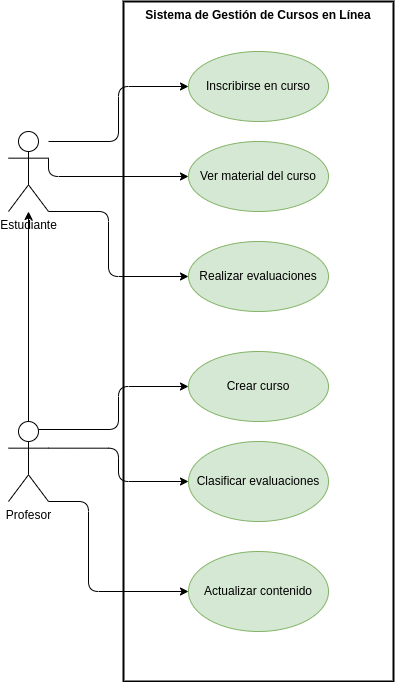 Sistema de Gestión de Cursos en Línea
Inscribirse en curso
Ver material del curso
Estudiante
Realizar evaluaciones
Crear curso
Clasificar evaluaciones
Profesor
Actualizar contenido